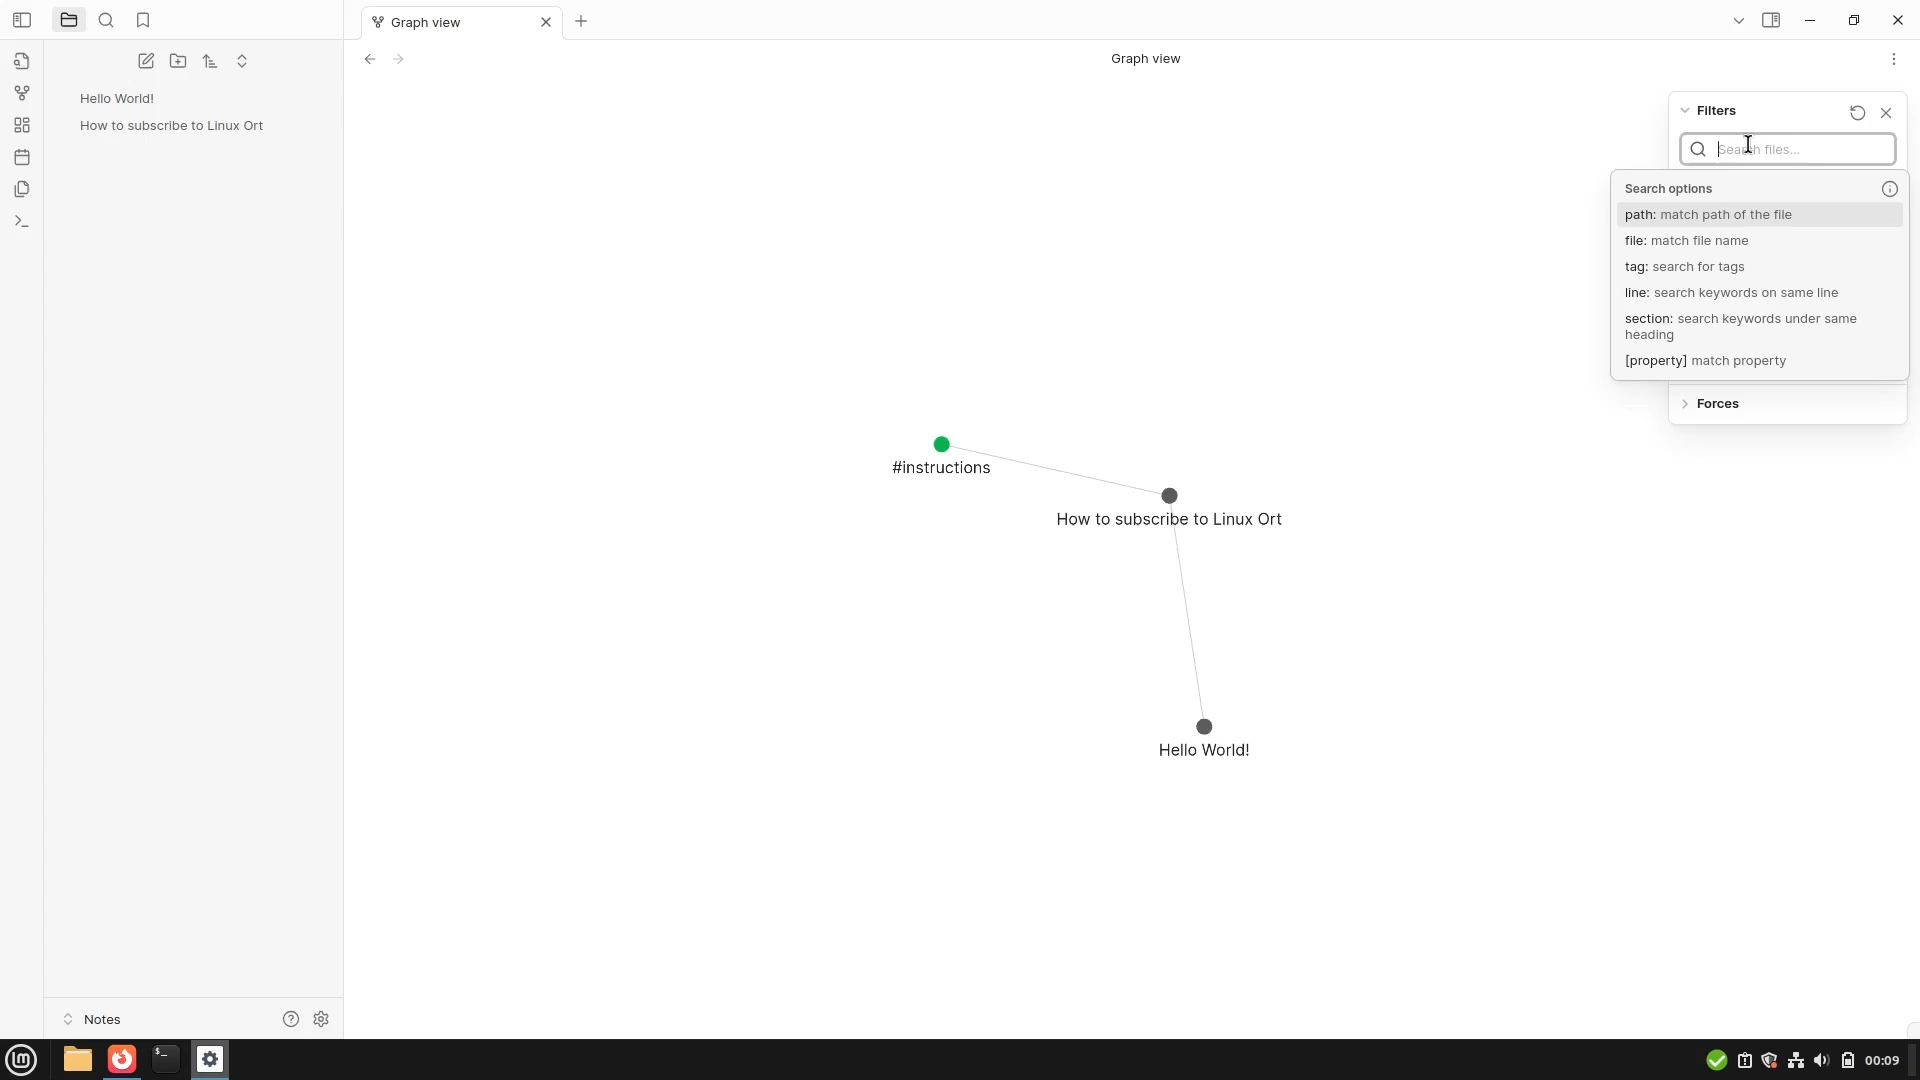 Graph view
Graph view
Hello World!
How to subscribe to Linux Ort
Filters
Search files...
Search options
path: match path of the file
file: match file name
tag: search for tags
line: search keywords on same line
section: search keywords under same
heading
[property] match property
Forces
#instructions
How to subscribe to Linux Ort
Hello World!
Notes
00:09